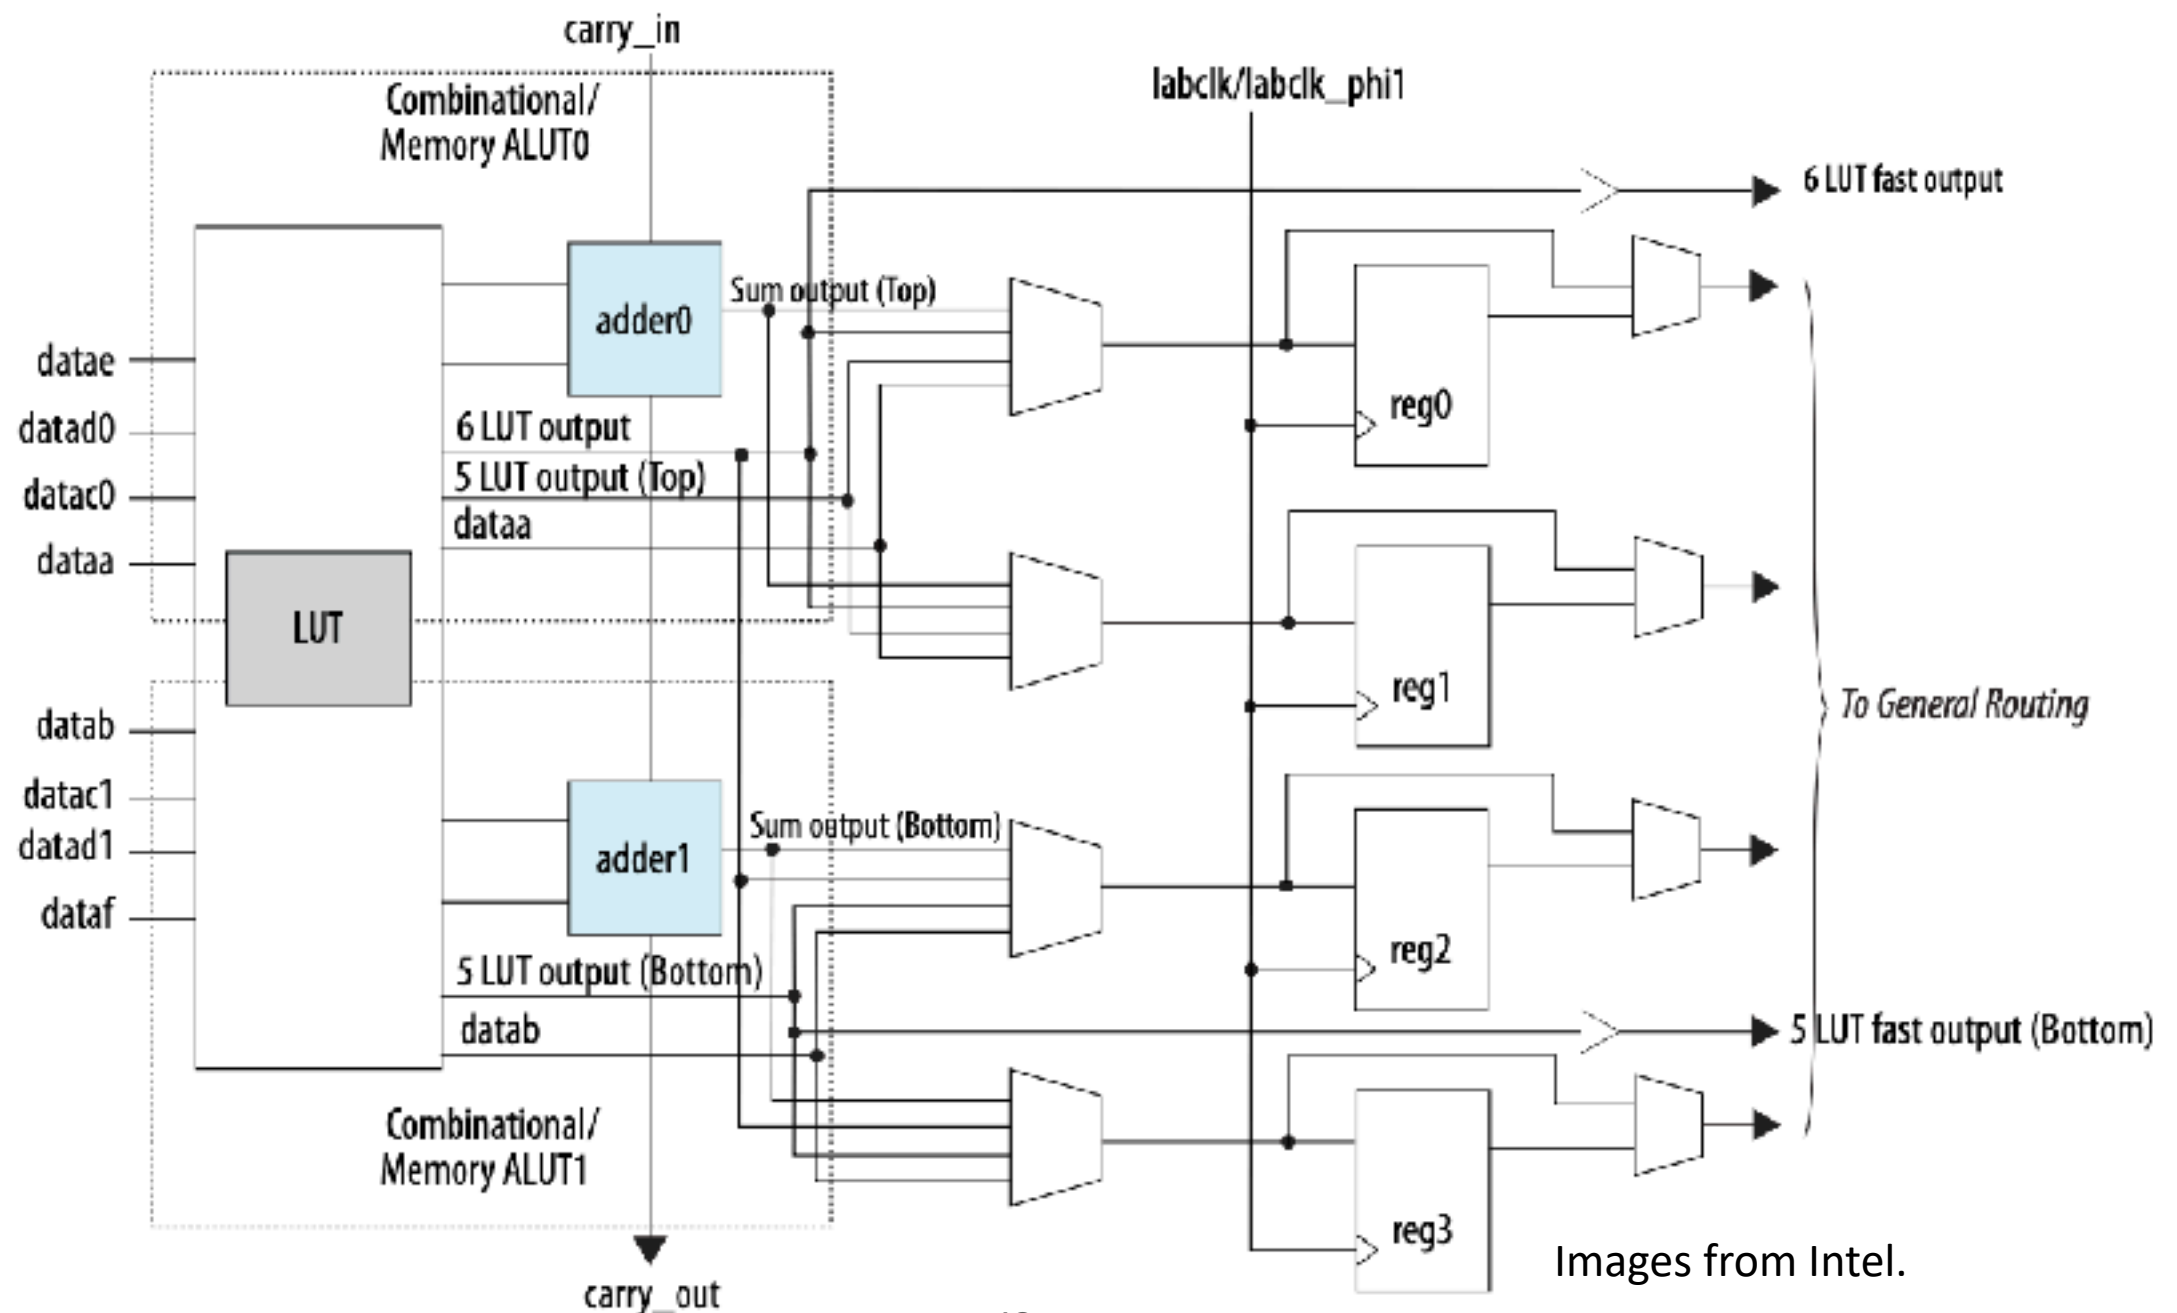 carry_in
Combinational/
Memory ALUT0
labclk/labclk_phi1
6 LUT fast output
Sum output (Top)
adder0
datae
datad0
6 LUT output
reg0
5 LUT output (Top)
datac0
dataa
dataa
LUT
reg1
To General Routing
datab
datac1
Sum output (Bottom)
datad1
adder1
dataf
reg2
5 LUT output (Bottom)
datab
5 LUT fast output (Bottom)
Combinational/
Memory ALUT1
reg3
Images from Intel.
carry_out